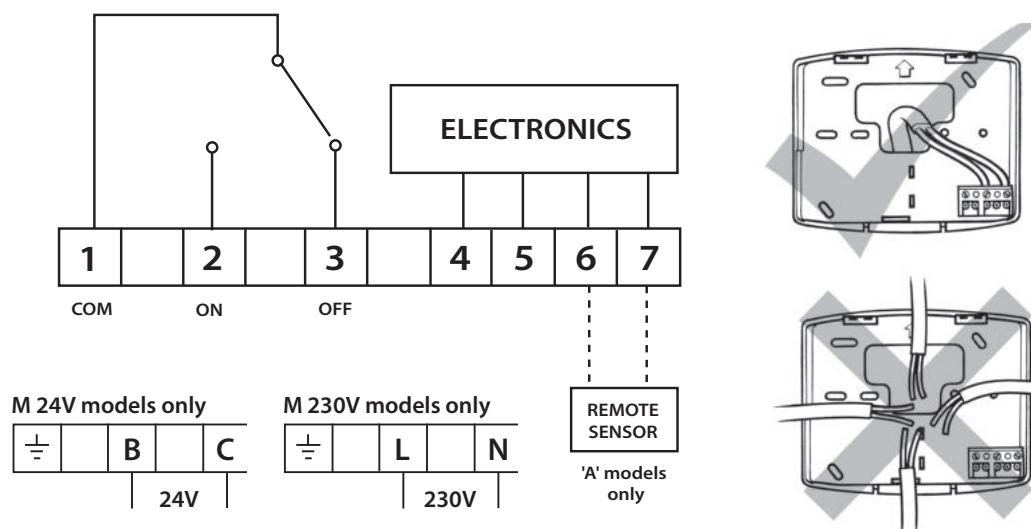 ELECTRONICS
1 2 3 4 5 6 7
COM ON OFF
M 24V models only
B C
24V
M 230V models only
L N
230V
REMOTE
SENSOR
'A' models
only